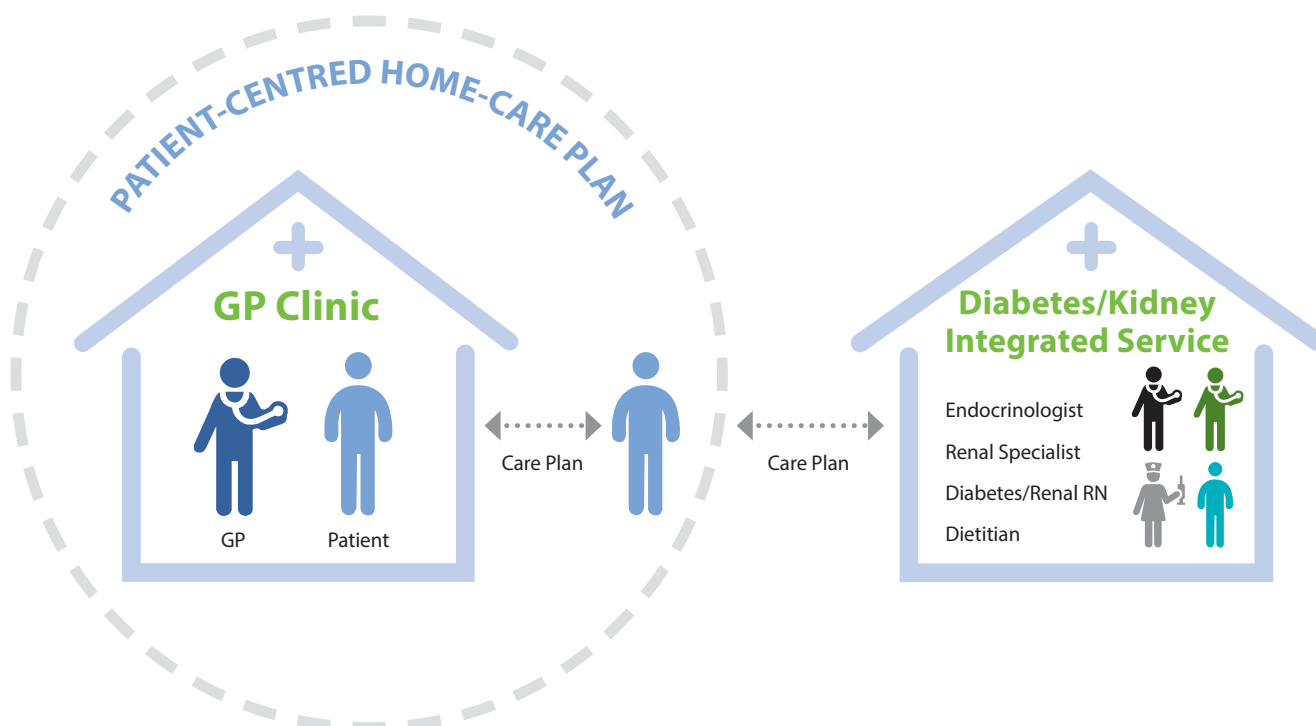 PATIENT-CENTRED HOME-CARE PLAN
GP Clinic
GP
Patient
Care Plan
Care Plan
Diabetes/Kidney
Integrated Service
Endocrinologist
Renal Specialist
Diabetes/Renal RN
Dietitian